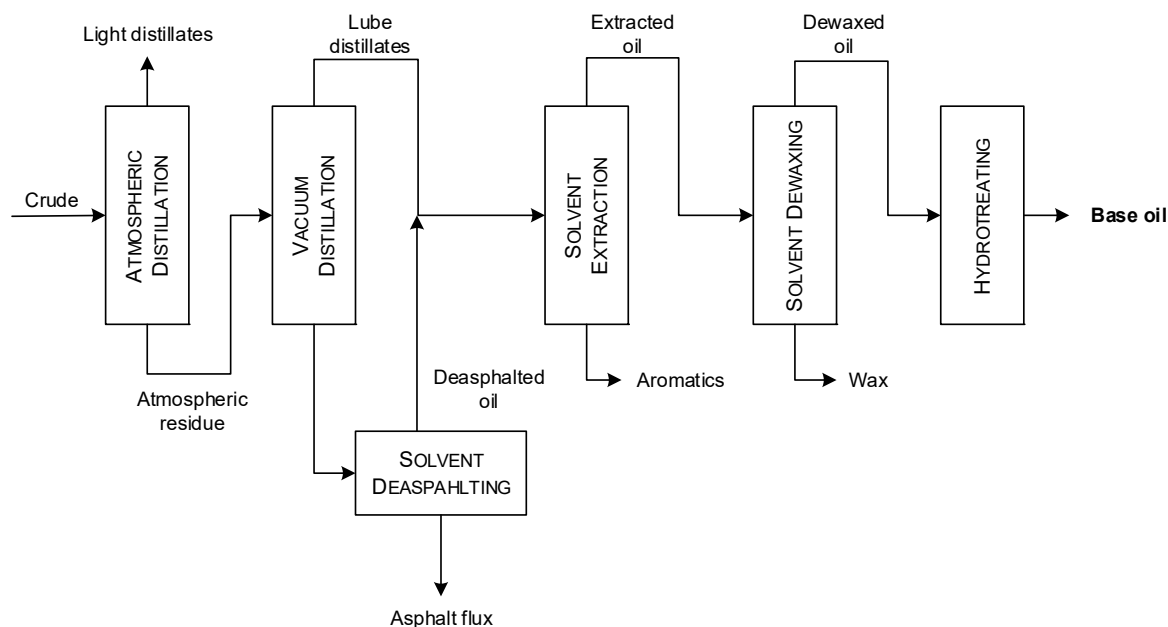 Light distillates
Lube
distillates
Extracted
oil
Dewaxed
oil
Crude
ATMOSPHERIC
DISTILLATION
VACUUM
DISTILLATION
SOLVENT
EXTRACTION
SOLVENT DEWAXING
HYDROTREATING
Base oil
Atmospheric
residue
Deasphalted
oil
Aromatics
Wax
SOLVENT
DEASPAHLTING
Asphalt flux